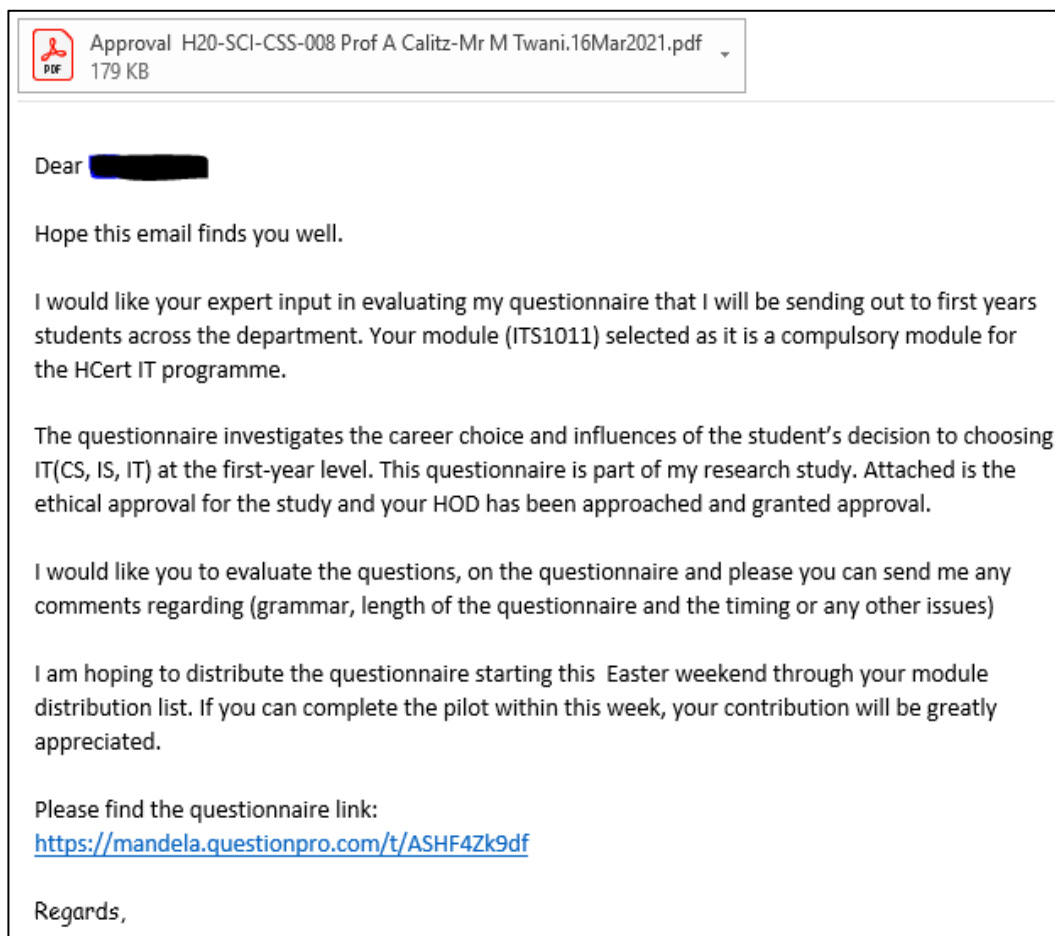 Approval H20-SCI-CSS-008 Prof A Calitz-Mr M Twani.16Mar2021.pdf
PDF
179 KB
Dear
Hope this email finds you well.
I would like your expert input in evaluating my questionnaire that I will be sending out to first years
students across the department. Your module (ITS1011) selected as it is a compulsory module for
the HCert IT programme.
The questionnaire investigates the career choice and influences of the student’s decision to choosing
IT(CS, IS, IT) at the first-year level. This questionnaire is part of my research study. Attached is the
ethical approval for the study and your HOD has been approached and granted approval.
I would like you to evaluate the questions, on the questionnaire and please you can send me any
comments regarding (grammar, length of the questionnaire and the timing or any other issues)
I am hoping to distribute the questionnaire starting this Easter weekend through your module
distribution list. If you can complete the pilot within this week, your contribution will be greatly
appreciated.
Please find the questionnaire link:
https://mandela.questionpro.com/t/ASHF4Zk9df
Regards,